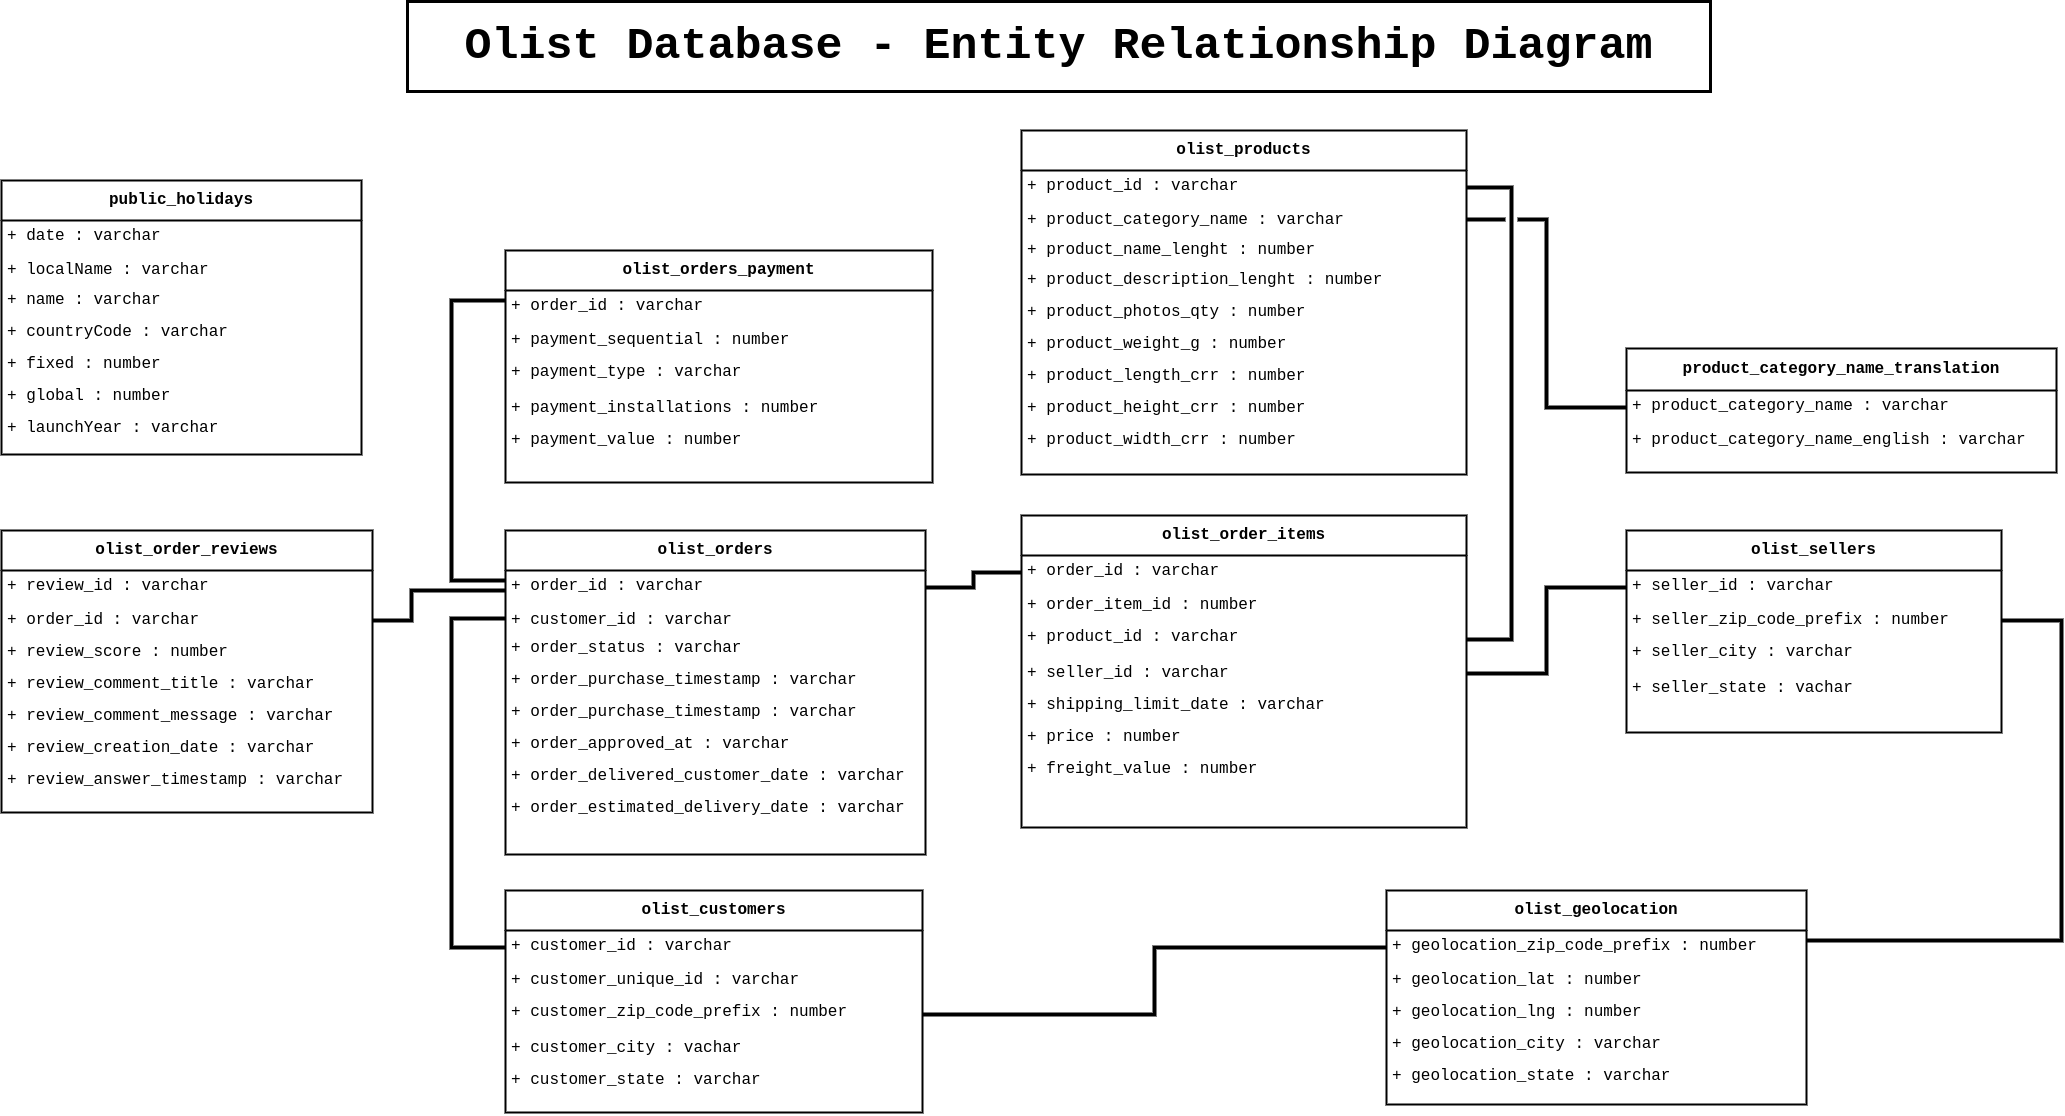 Olist Database - Entity Relationship Diagram
public_holidays
+ date : varchar
+ localName : varchar
+ name : varchar
+ countryCode : varchar
+ fixed : number
+ global : number
+ launchYear : varchar
olist_orders_payment
+ order_id : varchar
+ payment_sequential : number
+ payment_type : varchar
+ payment_installations : number
+ payment_value : number
olist_products
+ product_id : varchar
+ product_category_name : varchar
+ product_name_lenght : number
+ product_description_lenght : number
+ product_photos_qty : number
+ product_weight_g : number
+ product_length_crr : number
+ product_height_crr : number
+ product_width_crr : number
product_category_name_translation
+ product_category_name : varchar
+ product_category_name_english : varchar
olist_order_reviews
+ review_id : varchar
+ order_id : varchar
+ review_score : number
+ review_comment_title : varchar
+ review_comment_message : varchar
+ review_creation_date : varchar
+ review_answer_timestamp : varchar
olist_orders
+ order_id : varchar
+ customer_id : varchar
+ order_status : varchar
+ order_purchase_timestamp : varchar
+ order_purchase_timestamp : varchar
+ order_approved_at : varchar
+ order_delivered_customer_date : varchar
+ order_estimated_delivery_date : varchar
olist_order_items
+ order_id : varchar
+ order_item_id : number
+ product_id : varchar
+ seller_id : varchar
+ shipping_limit_date : varchar
+ price : number
+ freight_value : number
olist_sellers
+ seller_id : varchar
+ seller_zip_code_prefix : number
+ seller_city : varchar
+ seller_state : vachar
olist_customers
+ customer_id : varchar
+ customer_unique_id : varchar
+ customer_zip_code_prefix : number
+ customer_city : vachar
+ customer_state : varchar
olist_geolocation
+ geolocation_zip_code_prefix : number
+ geolocation_lat : number
+ geolocation_lng : number
+ geolocation_city : varchar
+ geolocation_state : varchar